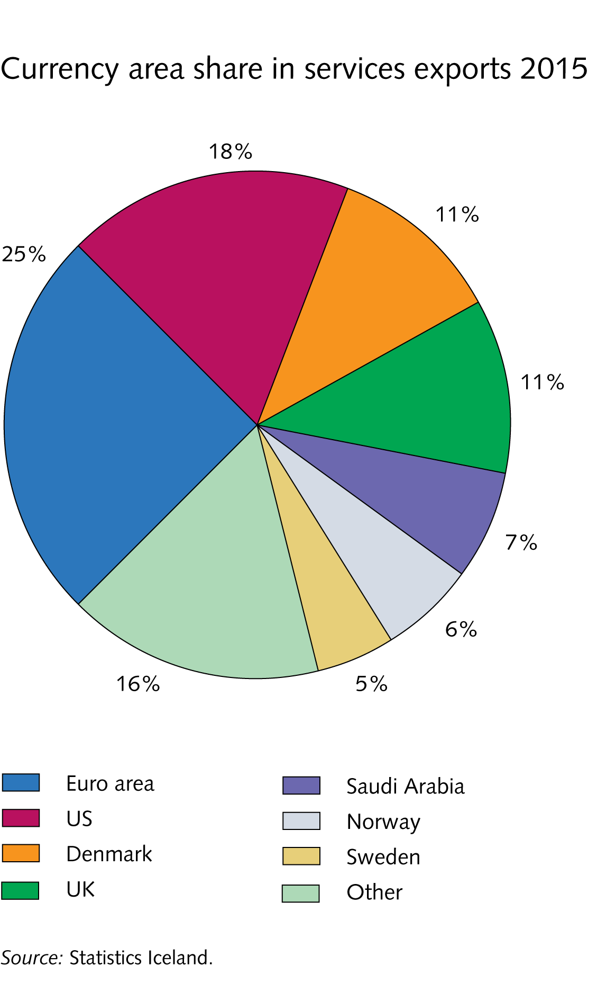 Currency area share in services exports 2015
18%
11%
25%
11%
7%
6%
16%
5%
Euro area
US
Denmark
UK
Saudi Arabia
Norway
Sweden
Other
Source: Statistics Iceland.